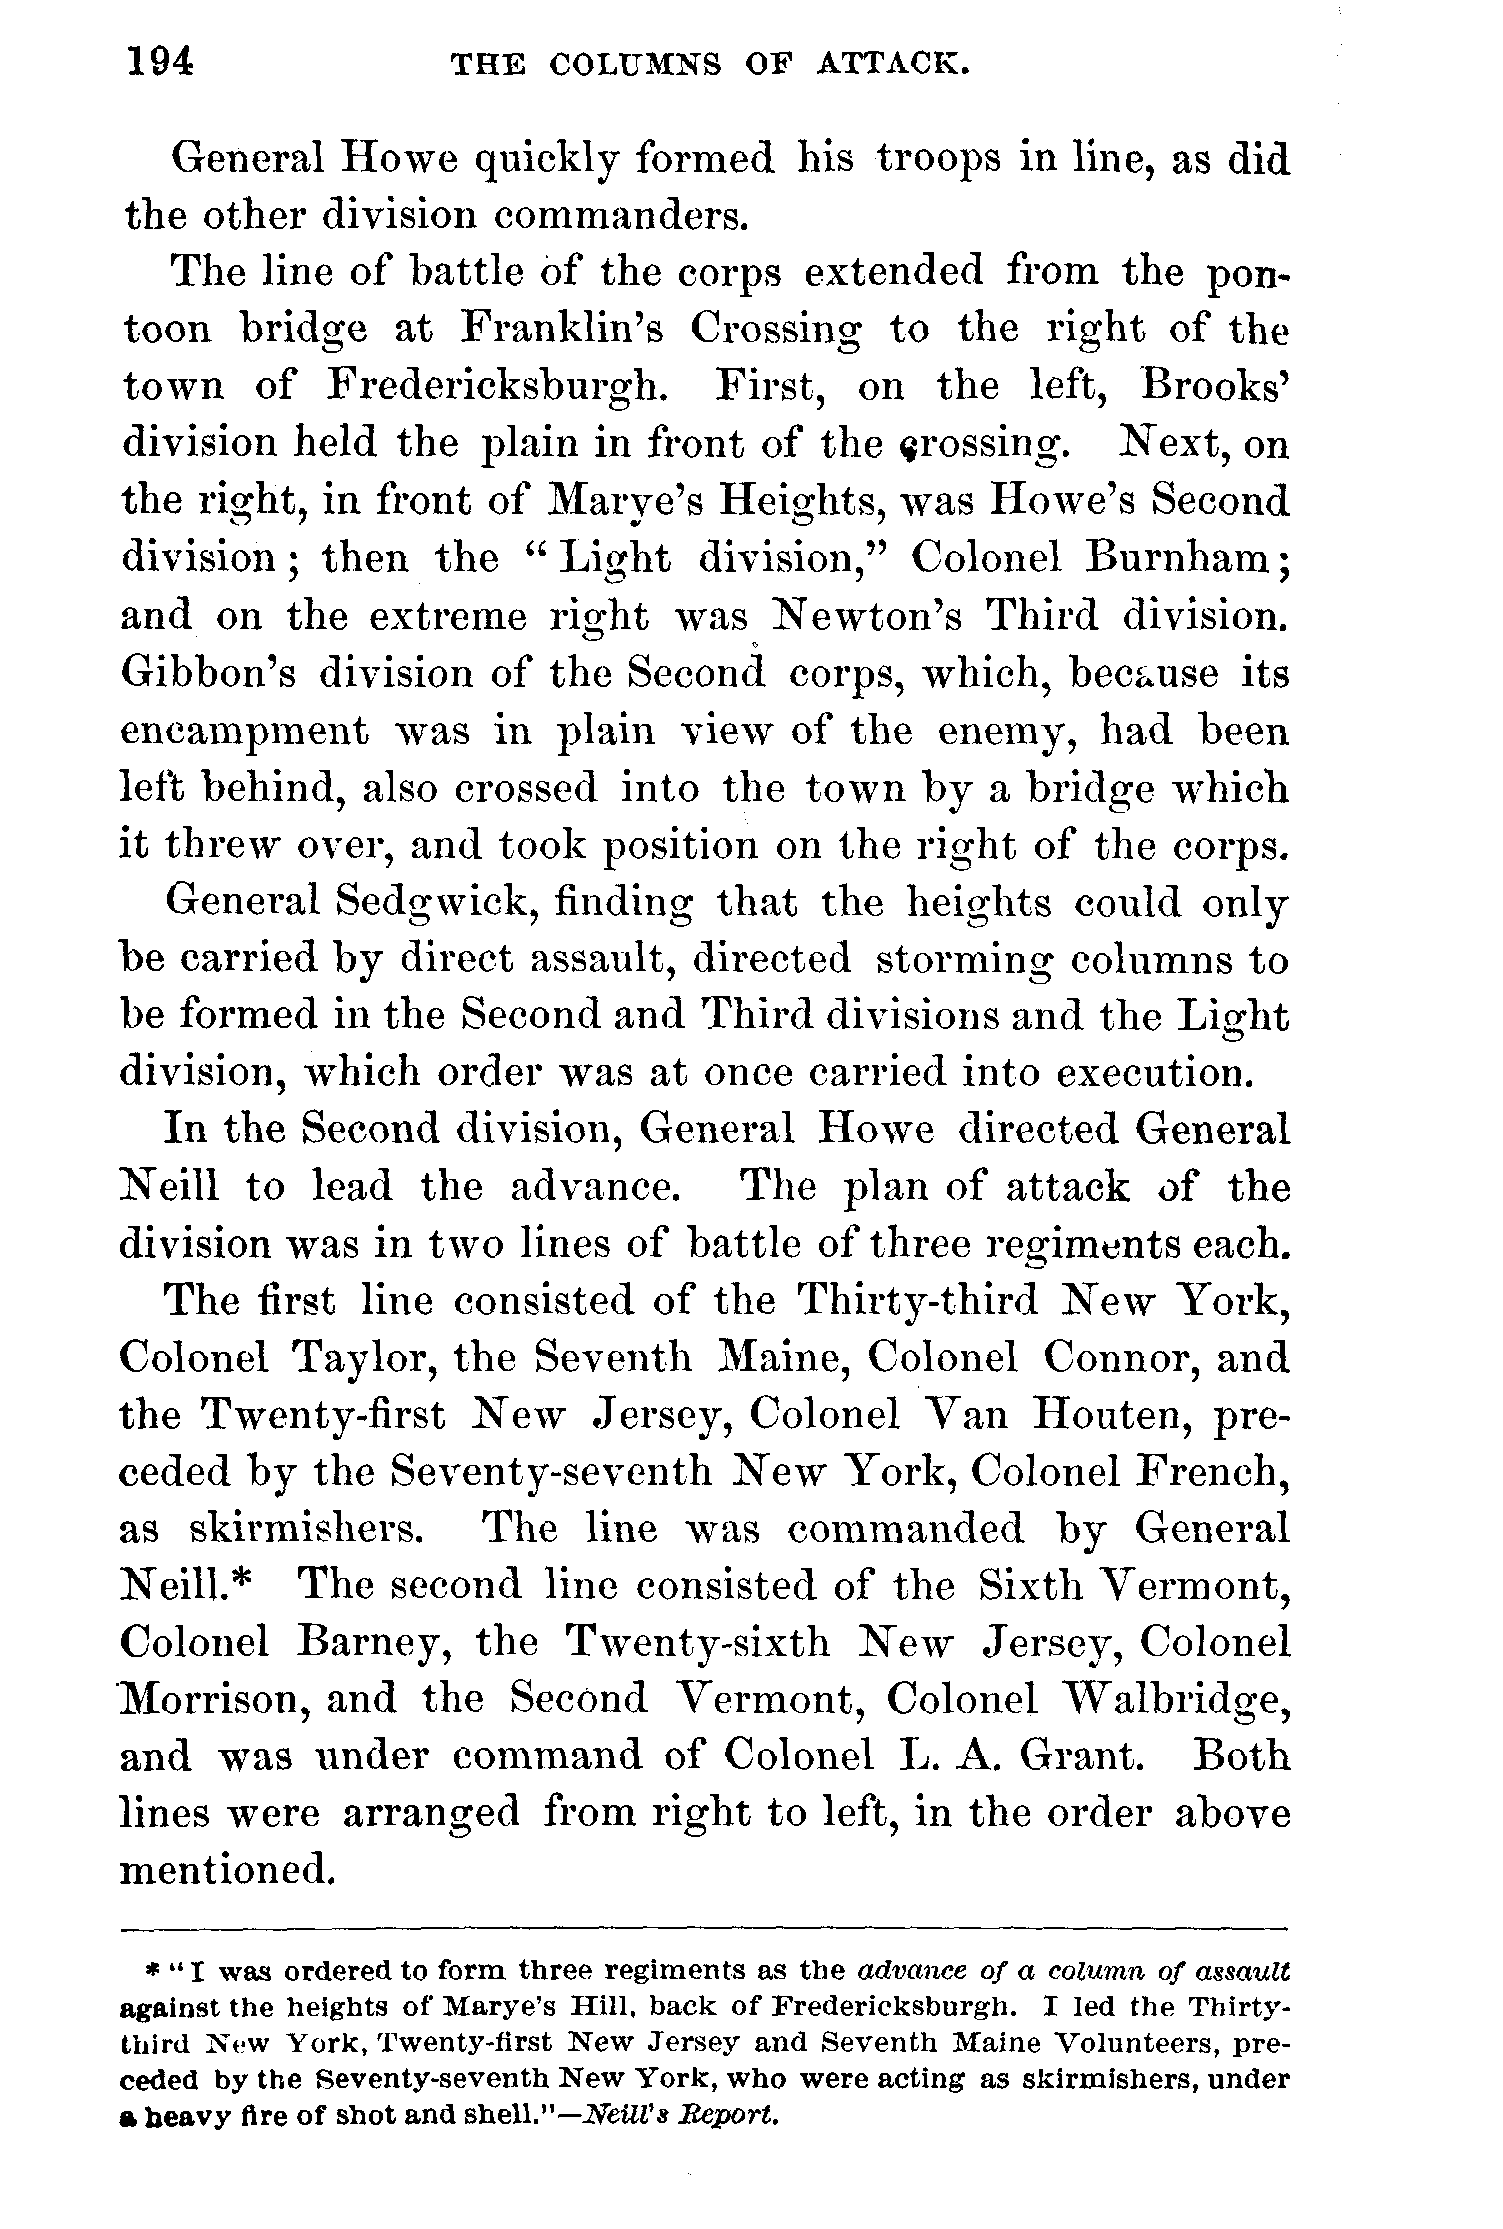 194 THE COLUMNS OF ATTACK.
General Howe quickly formed his troops in line, as did
the other division commanders.
The line of battle of the corps extended from the pon-
toon bridge at Franklin's Crossing to the right of the
town of Fredericksburgh. First, on the left, Brooks'
division held the plain in front of the crossing. Next, on
the right, in front of Marye's Heights, was Howe's Second
division; then the "Light division," Colonel Burnham;
and on the extreme right was Newton's Third division.
Gibbon's division of the Second corps, which, because its
encampment was in plain view of the enemy, had been
left behind, also crossed into the town by a bridge which
it threw over, and took position on the right of the corps.
General Sedgwick, finding that the heights could only
be carried by direct assault, directed storming columns to
be formed in the Second and Third divisions and the Light
division, which order was at once carried into execution.
In the Second division, General Howe directed General
Neill to lead the advance. The plan of attack of the
division was in two lines of battle of three regiments each.
The first line consisted of the Thirty-third New York,
Colonel Taylor, the Seventh Maine, Colonel Connor, and
the Twenty-first New Jersey, Colonel Van Houten, pre-
ceded by the Seventy-seventh New York, Colonel French,
as skirmishers. The line was commanded by General
Neill.* The second line consisted of the Sixth Vermont,
Colonel Barney, the Twenty-sixth New Jersey, Colonel
Morrison, and the Second Vermont, Colonel Walbridge,
and was under command of Colonel L. A. Grant. Both
lines were arranged from right to left, in the order above
mentioned.
* "I was ordered to form three regiments as the advance of a column of assault
against the heights of Marye's Hill, back of Fredericksburgh. I led the Thirty-
third New York, Twenty-first New Jersey and Seventh Maine Volunteers, pre-
ceded by the Seventy-seventh New York, who were acting as skirmishers, under
a heavy fire of shot and shell."—Neill's Report.